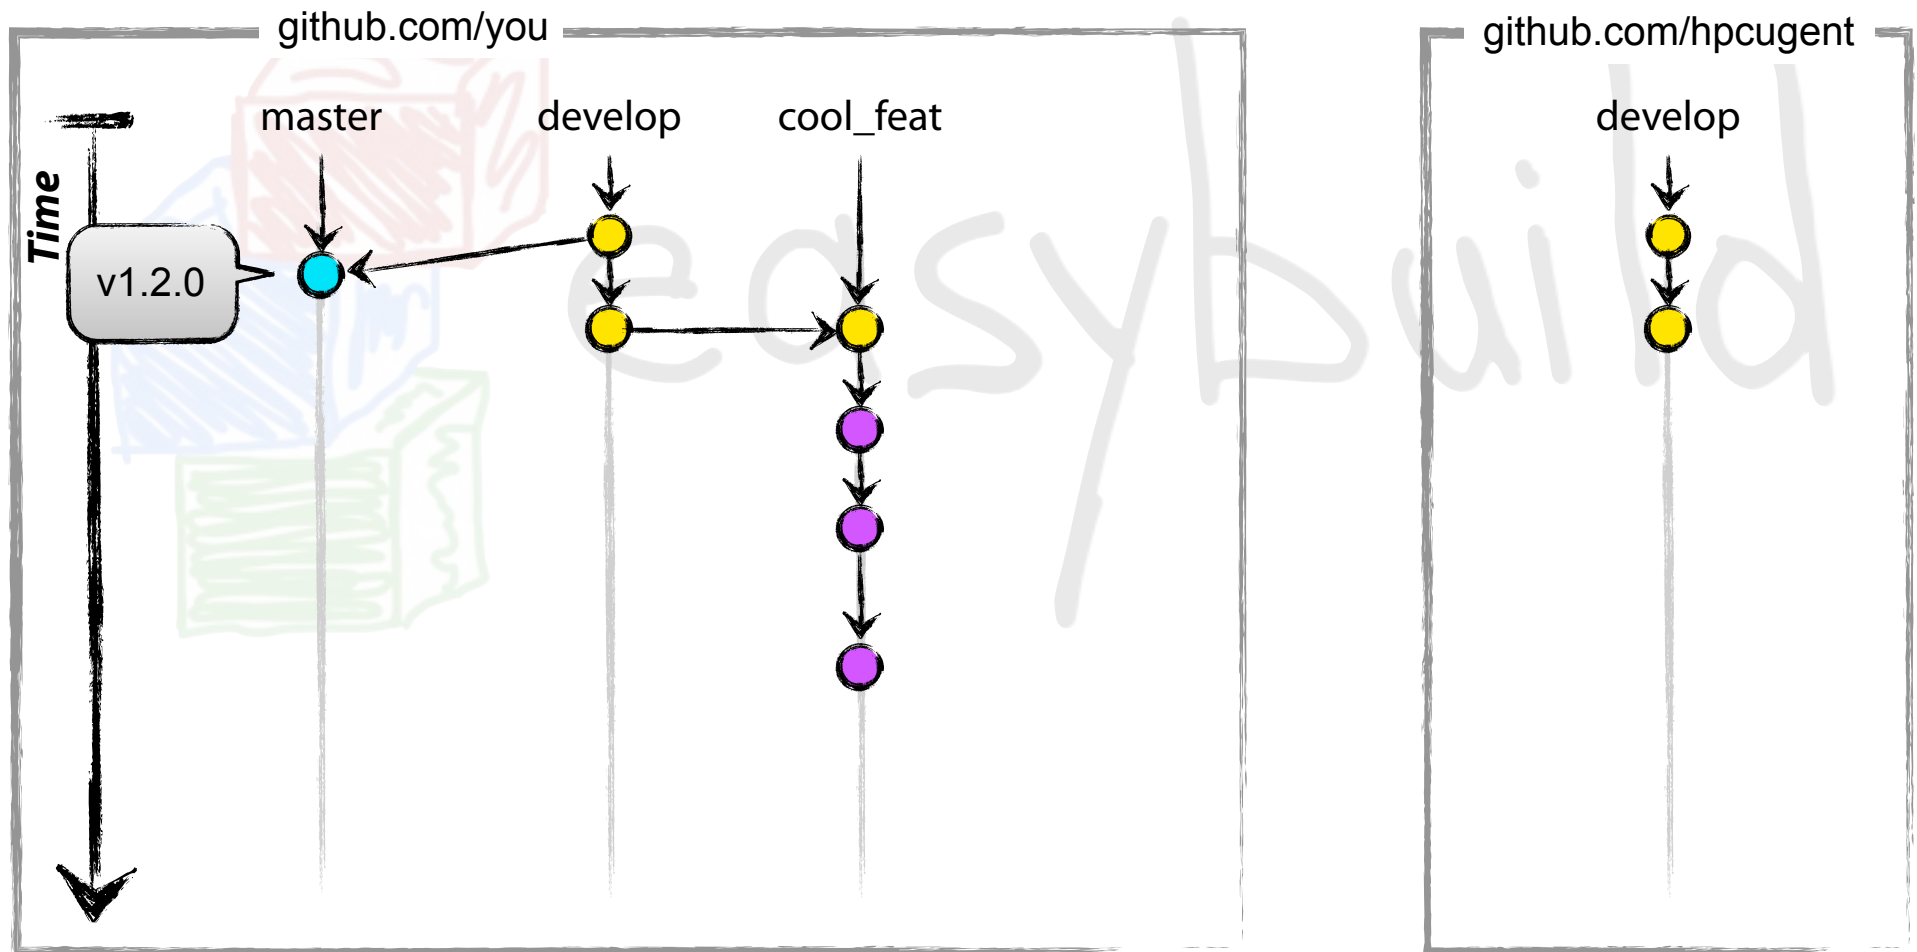 github.com/you
github.com/hpcugent
master
develop
cool_feat
develop
Time
v1.2.0
easybuild